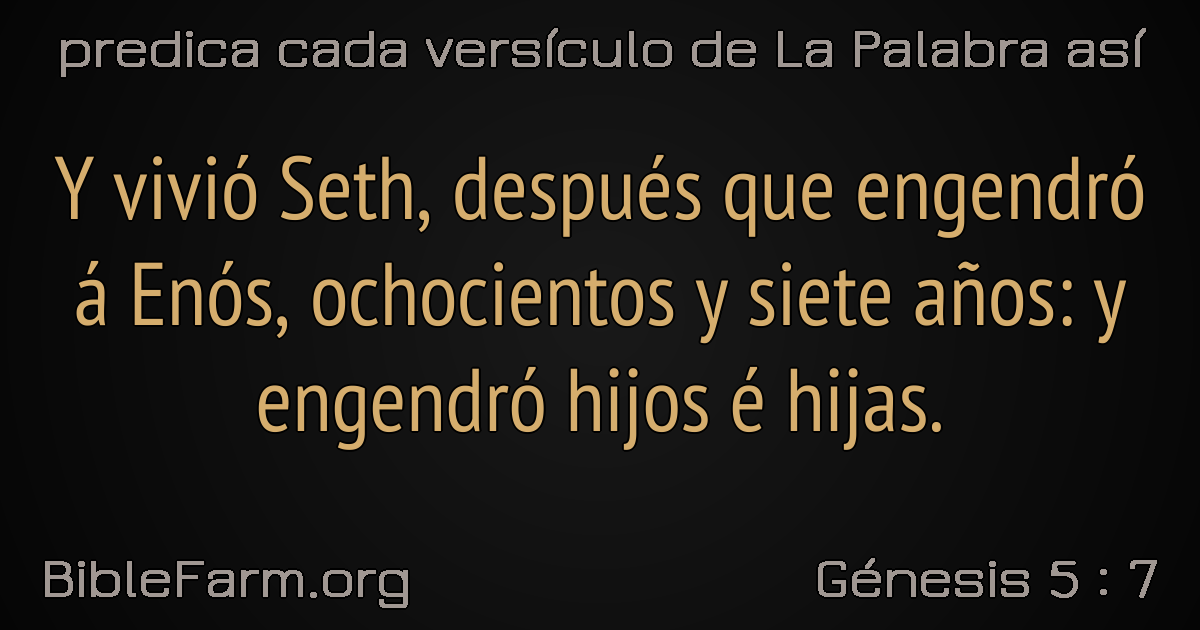 predica cada versículo de La Palabra así
Y vivió Seth, después que engendró
á Enós, ochocientos y siete años: y
engendró hijos é hijas.
BibleFarm.org
Génesis 5 : 7